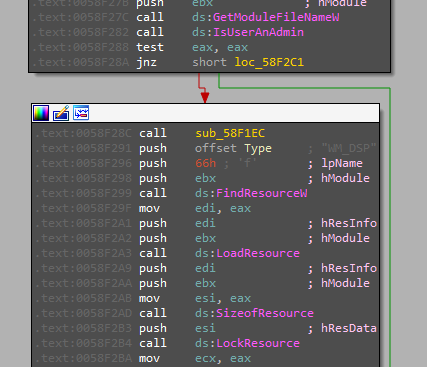 .text:0058F27B push ebx ; hModule
.text:0058F27C call ds:GetModuleFileNameW
.text:0058F282 call ds:IsUserAnAdmin
.text:0058F288 test eax, eax
.text:0058F28A jnz short loc_58F2C1
.text:0058F28C call sub_58F1EC
.text:0058F291 push offset Type ; "WM_DSP"
.text:0058F296 push 66h ; 'f' ; lpName
.text:0058F298 push ebx ; hModule
.text:0058F299 call ds:FindResourceW
.text:0058F29F mov edi, eax
.text:0058F2A1 push edi ; hResInfo
.text:0058F2A2 push ebx ; hModule
.text:0058F2A3 call ds:LoadResource
.text:0058F2A9 push edi ; hResInfo
.text:0058F2AA push ebx ; hModule
.text:0058F2AB mov esi, eax
.text:0058F2AD call ds:SizeofResource
.text:0058F2B3 push esi ; hResData
.text:0058F2B4 call ds:LockResource
.text:0058F2BA mov ecx, eax